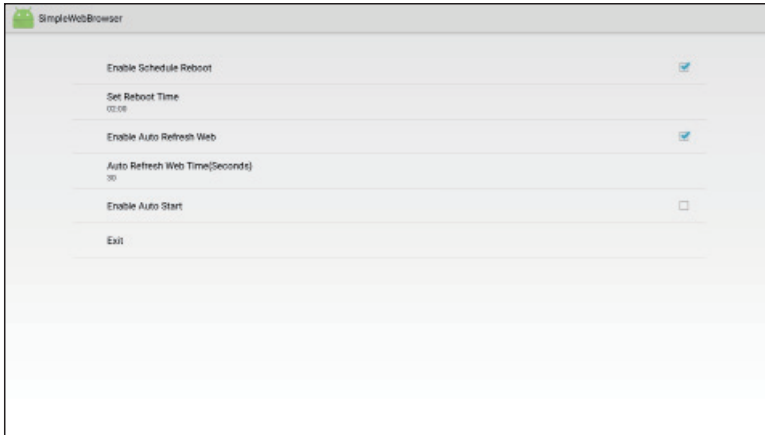 SimpleWebBrowser
Enable Schedule Reboot
Set Reboot Time
02:00
Enable Auto Refresh Web
Auto Refresh Web Time(Seconds)
30
Enable Auto Start
Exit